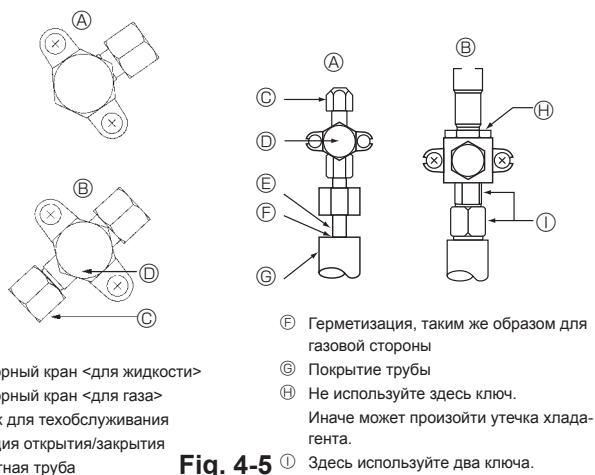 Ⓐ
Ⓑ
Ⓓ
Ⓒ
Ⓐ
Ⓑ
Ⓒ
Ⓗ
Ⓓ
Ⓔ
Ⓕ
Ⓘ
Ⓖ
орный кран <для жидкости>
орный кран <для газа>
к для техобслуживания
ция открытия/закрытия
тная труба
Fig. 4-5
Ⓕ Герметизация, таким же образом для
газовой стороны
Ⓖ Покрытие трубы
Ⓗ Не используйте здесь ключ.
Иначе может произойти утечка хлада-
гента.
Ⓘ Здесь используйте два ключа.